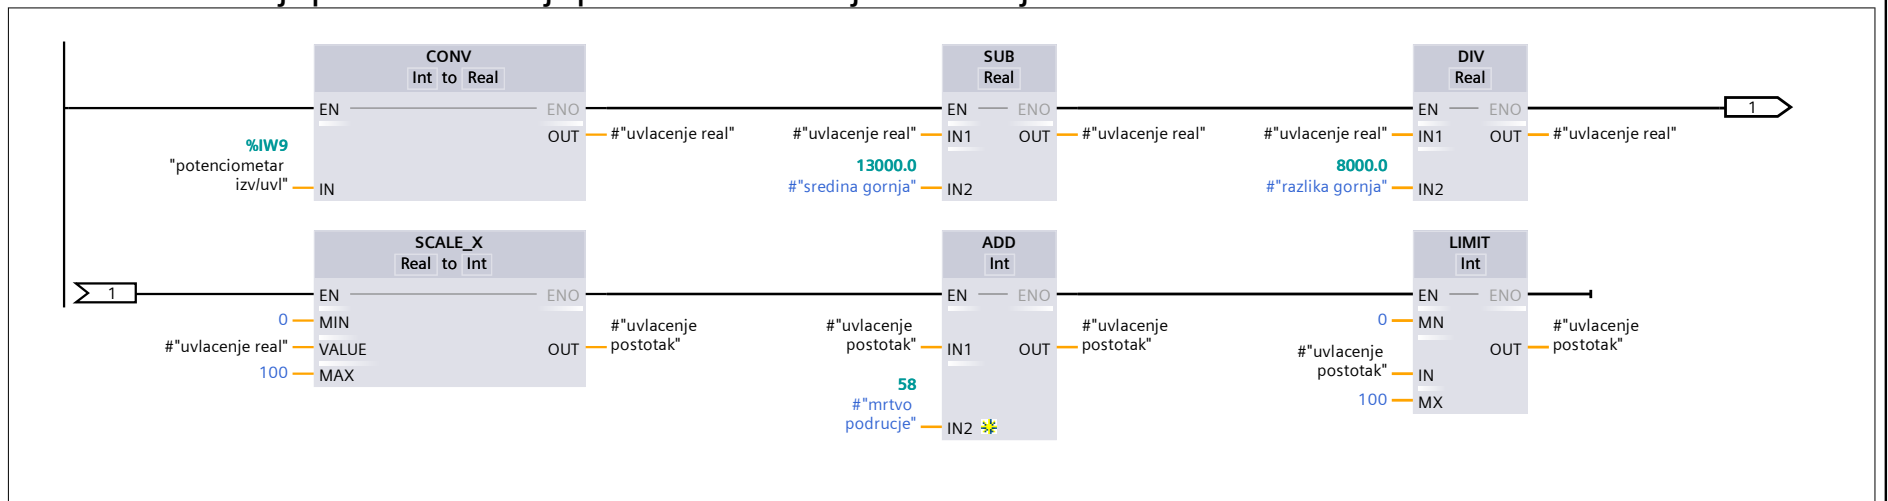 CONV
Int to Real
EN ENO
OUT #"uvlacenje real"
%IW9
"potenciometar
izv/uvl" IN
SUB
Real
EN ENO
#"uvlacenje real" IN1 OUT #"uvlacenje real"
13000.0
#"sredina gornja" IN2
DIV
Real
EN ENO
#"uvlacenje real" IN1 OUT #"uvlacenje real"
8000.0
#"razlika gornja" IN2
1
1
SCALE_X
Real to Int
EN ENO
0 MIN
#"uvlacenje real" VALUE OUT
100 MAX
#"uvlacenje
postotak"
ADD
Int
EN ENO
#"uvlacenje
postotak" IN1 OUT
58
#"mrtvo
podrucje" IN2
#"uvlacenje
postotak"
LIMIT
Int
EN ENO
0 MN
OUT
#"uvlacenje
postotak" IN
100 MX
#"uvlacenje
postotak"